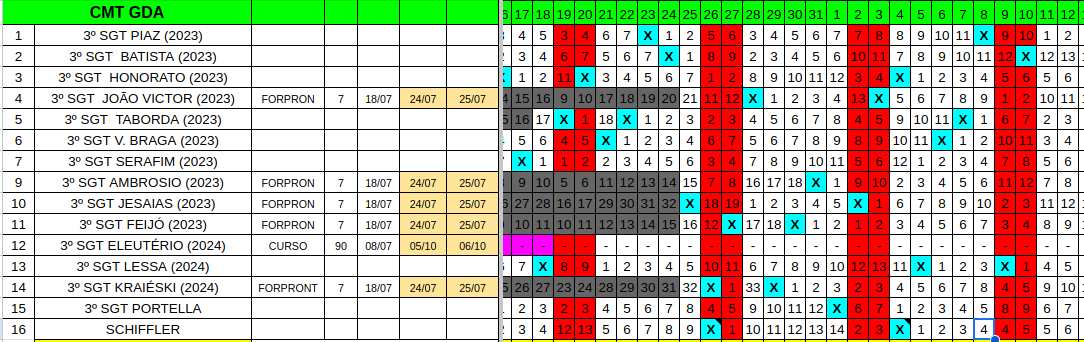 CMT GDA 6 17 18 19 20 21 22 23 24 25 26 27 28 29 30 31 1 2 3 4 5 6 7 8 9 10 11 12
1 3º SGT PIAZ (2023) 3 4 5 3 4 6 7 X 1 2 5 6 3 4 5 6 7 7 8 8 9 10 11 X 9 10 1 2
2 3º SGT BATISTA (2023) 2 3 4 6 7 5 6 7 X 1 8 9 2 3 4 5 6 10 11 7 8 9 10 11 12 X 12 13
3 3º SGT HONORATO (2023) X 1 2 11 X 3 4 5 6 7 1 2 8 9 10 11 12 3 4 X 1 2 3 4 5 6 5 6
4 3º SGT JOÃO VICTOR (2023) FORPRON 7 18/07 24/07 25/07 4 15 16 9 10 17 18 19 20 21 11 12 X 1 2 3 4 13 X 5 6 7 8 9 1 2 10 11
5 3º SGT TABORDA (2023) 5 16 17 X 1 18 X 1 2 3 2 3 4 5 6 7 8 4 5 9 10 11 X 1 6 7 2 3
6 3º SGT V. BRAGA (2023) 5 6 4 5 X 1 2 3 4 6 7 5 6 7 8 9 8 9 10 11 X 1 2 10 11 3 4
7 3º SGT SERAFIM (2023) X 1 1 2 2 3 4 5 6 3 4 7 8 9 10 11 5 6 12 1 2 3 4 7 8 5 6
9 3º SGT AMBROSIO (2023) FORPRON 7 18/07 24/07 25/07 9 10 5 6 11 12 13 14 15 7 8 16 17 18 X 1 9 10 2 3 4 5 6 11 12 7 8
10 3º SGT JESAIAS (2023) FORPRON 7 18/07 24/07 25/07 6 27 28 16 17 29 30 31 32 X 18 19 1 2 3 4 5 X 1 6 7 8 9 10 2 3 11 12
11 3º SGT FEIJÓ (2023) FORPRON 7 18/07 24/07 25/07 10 11 10 11 12 13 14 15 16 12 X 17 18 X 1 2 1 2 3 4 5 6 7 3 4 8 9
12 3º SGT ELEUTÉRIO (2024) CURSO 90 08/07 05/10 06/10 - - - - - - - - - - - - - - - - - - - - - - - - - - -
13 3º SGT LESSA (2024) 6 7 X 8 9 1 2 3 4 5 10 11 6 7 8 9 10 12 13 11 X 1 2 3 X 1 4 5
14 3º SGT KRAIÉSKI (2024) FORPRONT 7 18/07 24/07 25/07 5 26 27 23 24 28 29 30 31 32 X 1 33 X 1 2 3 2 3 4 5 6 7 8 4 5 9 10
15 3º SGT PORTELLA 2 3 2 3 4 5 6 7 8 4 5 9 10 11 12 X 6 7 1 2 3 4 5 8 9 6 7
16 SCHIFFLER 2 3 4 12 13 5 6 7 8 9 X 1 10 11 12 13 14 2 3 X 1 2 3 4 4 5 5 6